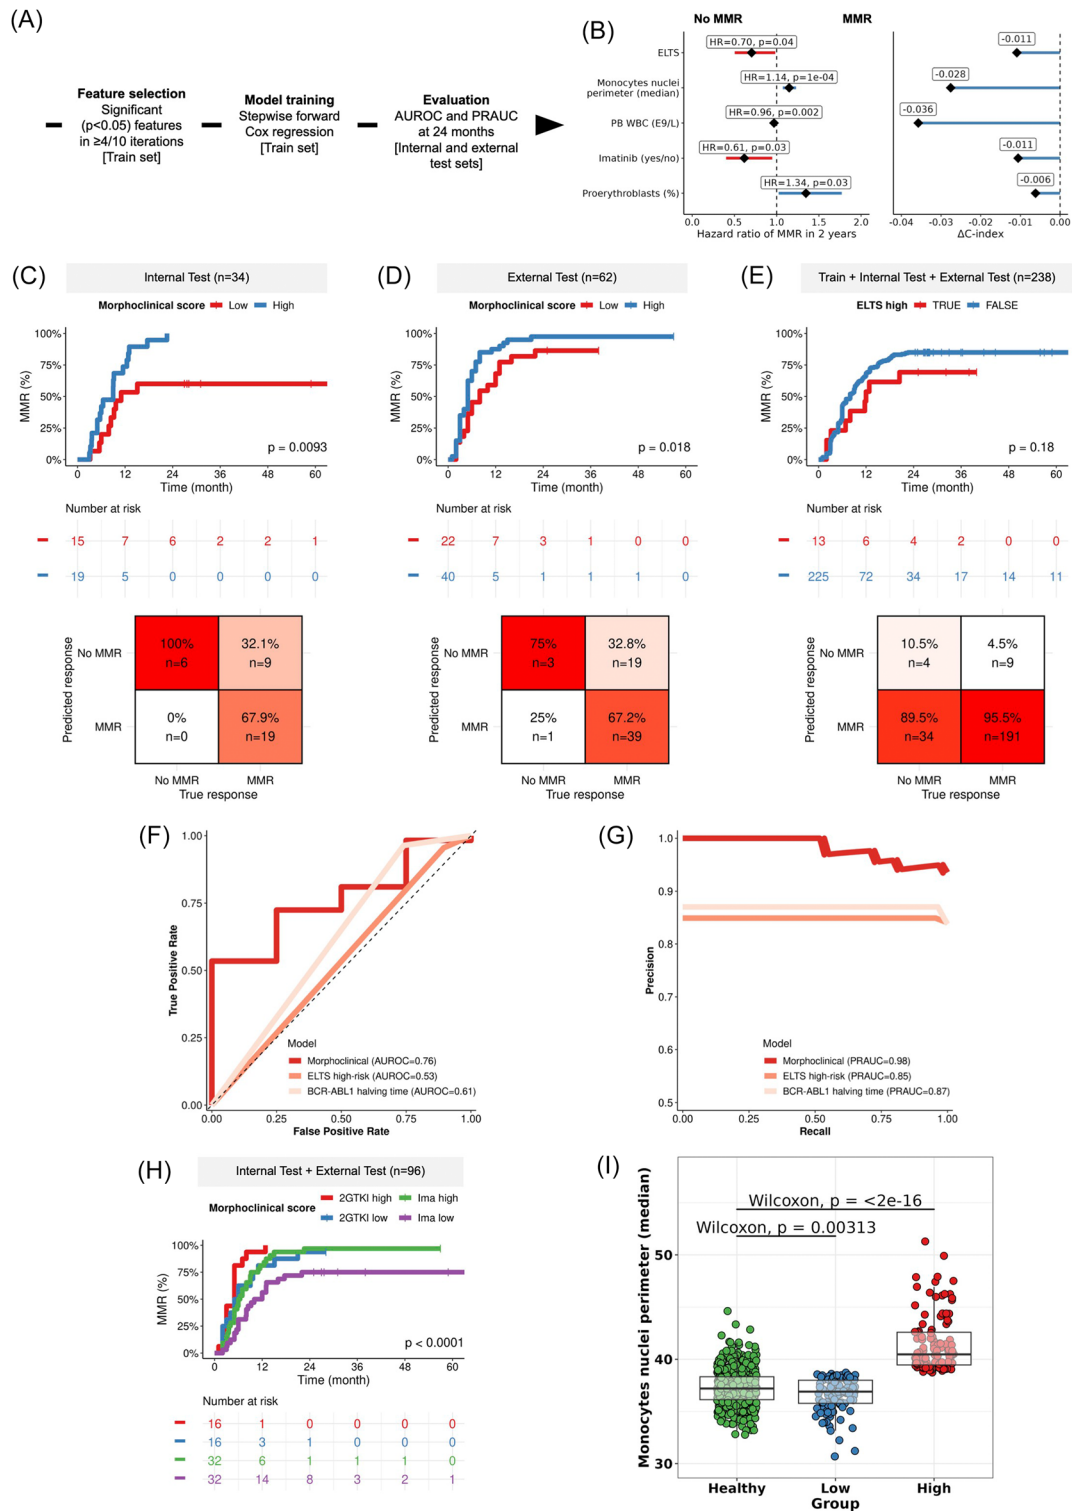 (A)
Feature selection
Significant
(p<0.05) features
in ≥4/10 iterations
[Train set]
Model training
Stepwise forward
Cox regression
[Train set]
Evaluation
AUROC and PRAUC
at 24 months
[Internal and external
test sets]
(B)
No MMR
MMR
ELTS
Monocytes nuclei
perimeter (median)
PB WBC (E9/L)
Imatinib (yes/no)
Proerythroblasts (%)
HR=0.70, p=0.04
HR=1.14, p=1e-04
HR=0.96, p=0.002
HR=0.61, p=0.03
HR=1.34, p=0.03
0.0 0.5 1.0 1.5 2.0
Hazard ratio of MMR in 2 years
-0.011
-0.028
-0.036
-0.011
-0.006
-0.04 -0.03 -0.02 -0.01 0.00
ΔC-index
(C)
Internal Test (n=34)
Morphoclinical score Low High
MMR (%)
100%
75%
50%
25%
0%
p = 0.0093
0 12 24 36 48 60
Time (month)
Number at risk
15 7 6 2 2 1
19 5 0 0 0 0
Predicted response
No MMR
MMR
100%
n=6
32.1%
n=9
0%
n=0
67.9%
n=19
No MMR MMR
True response
(D)
External Test (n=62)
Morphoclinical score Low High
MMR (%)
100%
75%
50%
25%
0%
p = 0.018
0 12 24 36 48 60
Time (month)
Number at risk
22 7 3 1 0 0
40 5 1 1 1 0
Predicted response
No MMR
MMR
75%
n=3
32.8%
n=19
25%
n=1
67.2%
n=39
No MMR MMR
True response
(E)
Train + Internal Test + External Test (n=238)
ELTS high TRUE FALSE
MMR (%)
100%
75%
50%
25%
0%
p = 0.18
0 12 24 36 48 60
Time (month)
Number at risk
13 6 4 2 0 0
225 72 34 17 14 11
Predicted response
No MMR
MMR
10.5%
n=4
4.5%
n=9
89.5%
n=34
95.5%
n=191
No MMR MMR
True response
(F)
True Positive Rate
1.00
0.75
0.50
0.25
0.00
Model
Morphoclinical (AUROC=0.76)
ELTS high-risk (AUROC=0.53)
BCR-ABL1 halving time (AUROC=0.61)
0.00 0.25 0.50 0.75 1.00
False Positive Rate
(G)
Precision
1.0
0.9
0.8
0.7
0.6
0.5
Model
Morphoclinical (PRAUC=0.98)
ELTS high-risk (PRAUC=0.85)
BCR-ABL1 halving time (PRAUC=0.87)
0.00 0.25 0.50 0.75 1.00
Recall
(H)
Internal Test + External Test (n=96)
Morphoclinical score
2GTKI high Ima high
2GTKI low Ima low
MMR (%)
100%
75%
50%
25%
0%
p < 0.0001
0 12 24 36 48 60
Time (month)
Number at risk
16 1 0 0 0 0
16 3 1 0 0 0
32 6 1 1 1 0
32 14 8 3 2 1
(I)
Monocytes nuclei perimeter (median)
Wilcoxon, p = <2e-16
Wilcoxon, p = 0.00313
50
40
30
Healthy Low High
Group